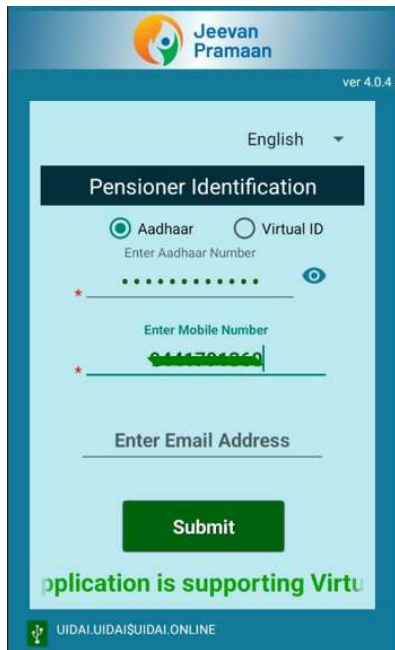 Jeevan
Pramaan
ver 4.0.4
English
Pensioner Identification
Aadhaar
Virtual ID
Enter Aadhaar Number
* ............
Enter Mobile Number
*
Enter Email Address
Submit
pplication is supporting Virtu
UIDAI.UIDAI$UIDAI.ONLINE